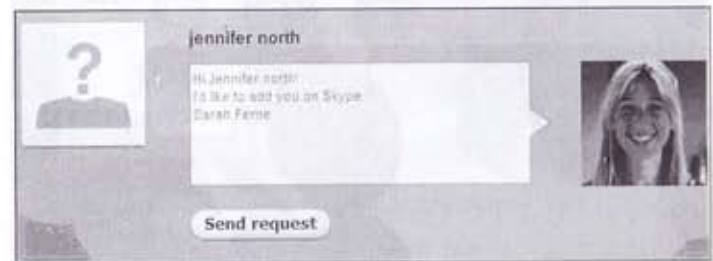 jennifer north
Hi Jennifer north!
I'd like to add you on Skype.
Sarah Ferne
Send request